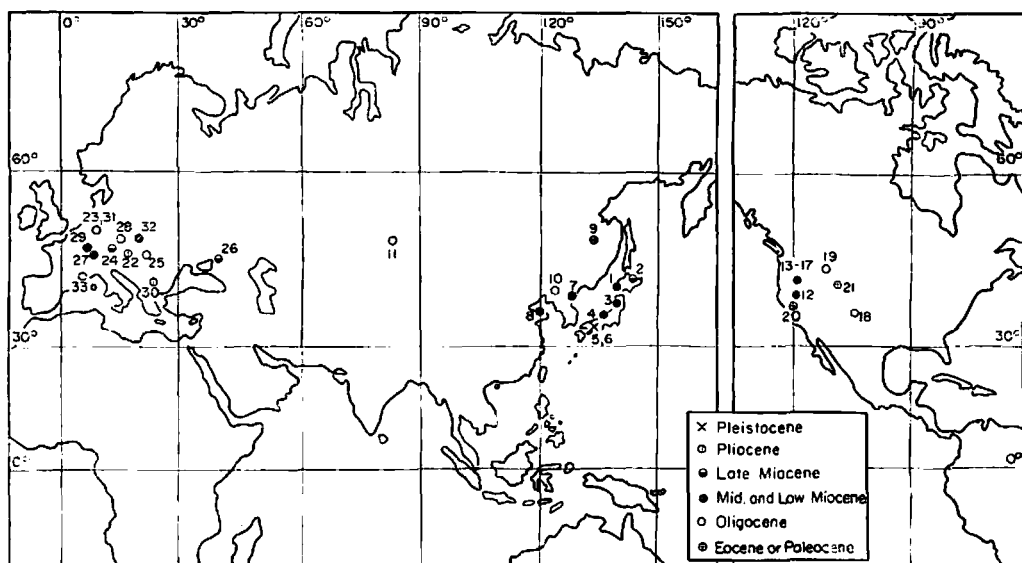 0° 30° 60° 90° 120° 150° 120° 90°
60° 60°
23,31 28 32
29 26 9
27 24 22 25 11
13-17 19
10 1 2
33 30 7 3 12 21
8 4 20 18
5,6
30° 30°
0° 0°
× Pleistocene
Pliocene
Late Miocene
Mid. and Low Miocene
Oligocene
Eocene or Paleocene